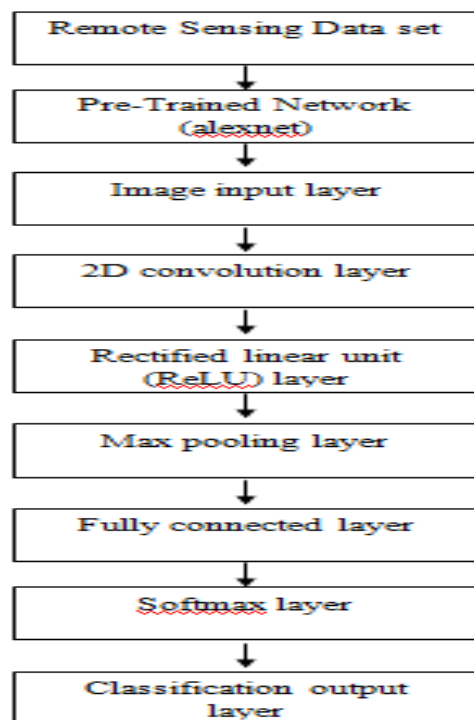 Remote Sensing Data set
Pre-Trained Network
(alexnet)
Image input layer
2D convolution layer
Rectified linear unit
(ReLU) layer
Max pooling layer
Fully connected layer
Softmax layer
Classification output
layer